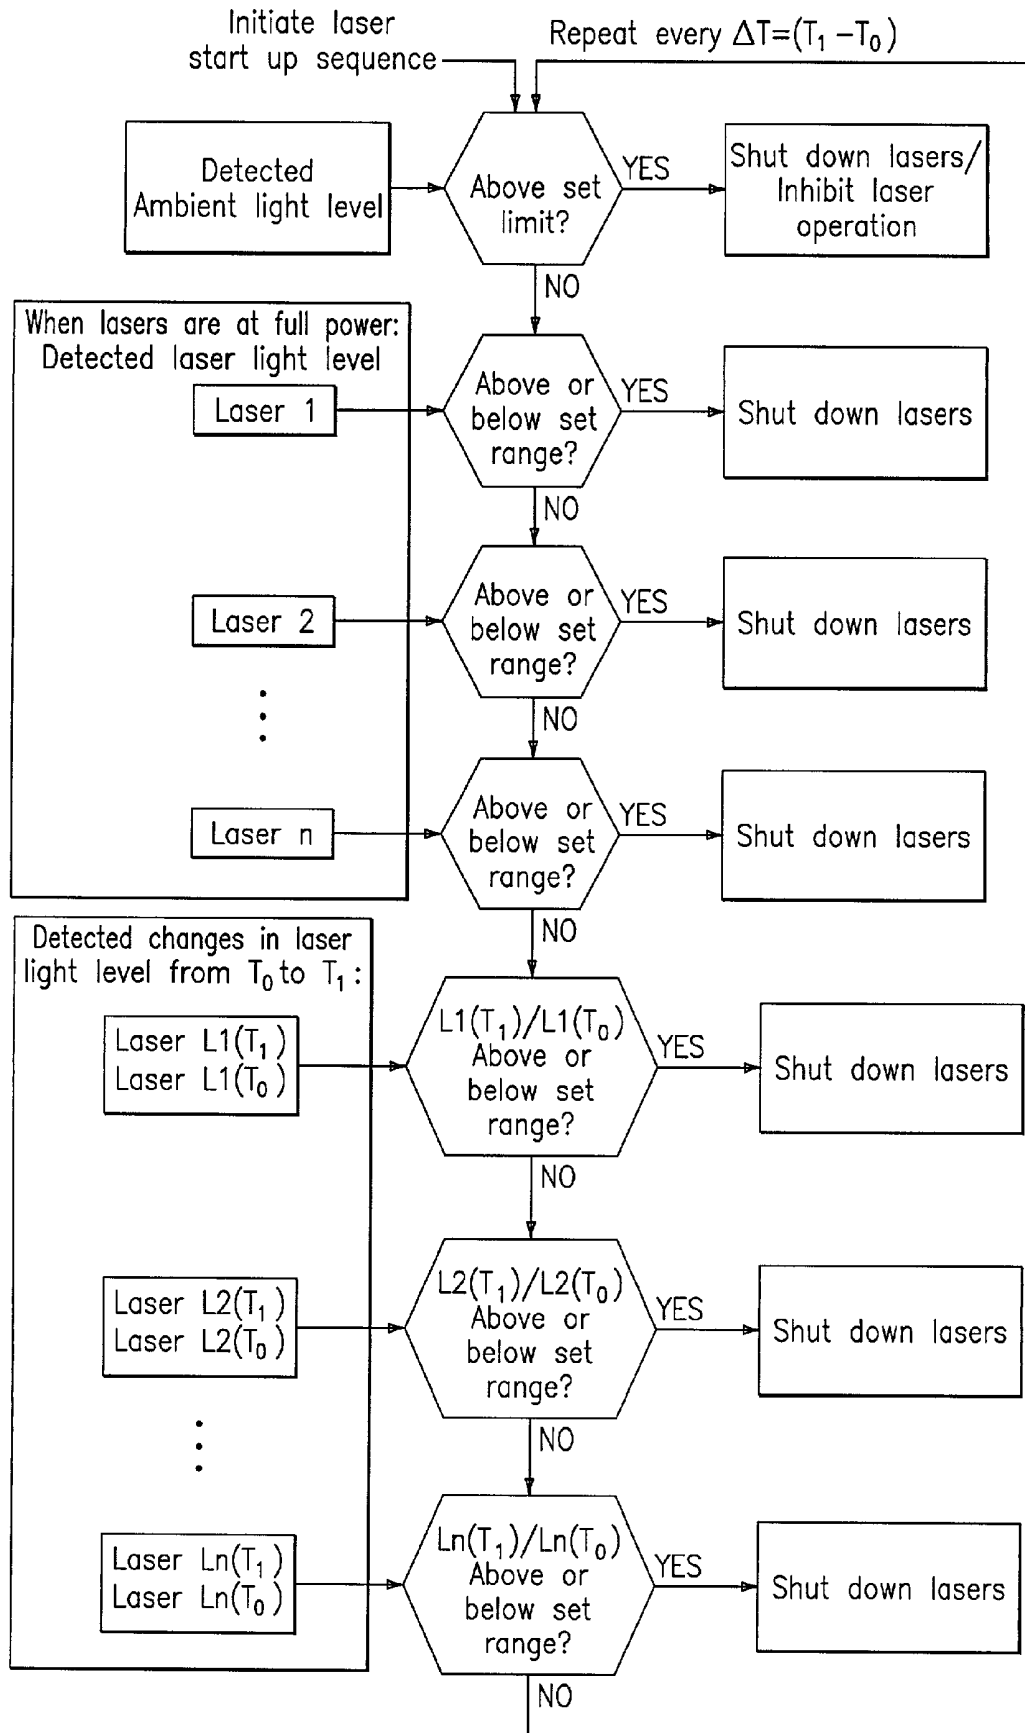 Initiate laser
start up sequence
Repeat every ΔT=(T₁ –T₀)
Detected
Ambient light level
Above set
limit?
YES
Shut down lasers/
Inhibit laser
operation
NO
When lasers are at full power:
Detected laser light level
Laser 1
Above or
below set
range?
YES
Shut down lasers
NO
Laser 2
Above or
below set
range?
YES
Shut down lasers
NO
Laser n
Above or
below set
range?
YES
Shut down lasers
NO
Detected changes in laser
light level from T₀ to T₁ :
Laser L1(T₁)
Laser L1(T₀)
L1(T₁)/L1(T₀)
Above or
below set
range?
YES
Shut down lasers
NO
Laser L2(T₁)
Laser L2(T₀)
L2(T₁)/L2(T₀)
Above or
below set
range?
YES
Shut down lasers
NO
Laser Ln(T₁)
Laser Ln(T₀)
Ln(T₁)/Ln(T₀)
Above or
below set
range?
YES
Shut down lasers
NO